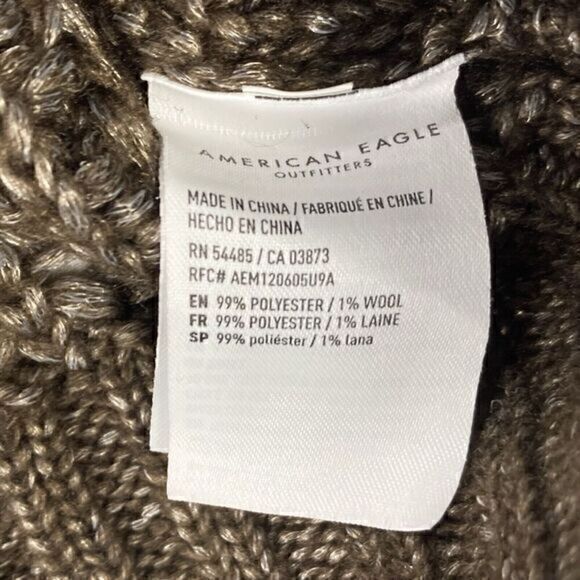 AMERICAN EAGLE
OUTFITTERS
MADE IN CHINA / FABRIQUÉ EN CHINE /
HECHO EN CHINA
RN 54485 / CA 03873
RFC# AEM120605U9A
EN 99% POLYESTER / 1% WOOL
FR 99% POLYESTER / 1% LAINE
SP 99% poliéster / 1% lana